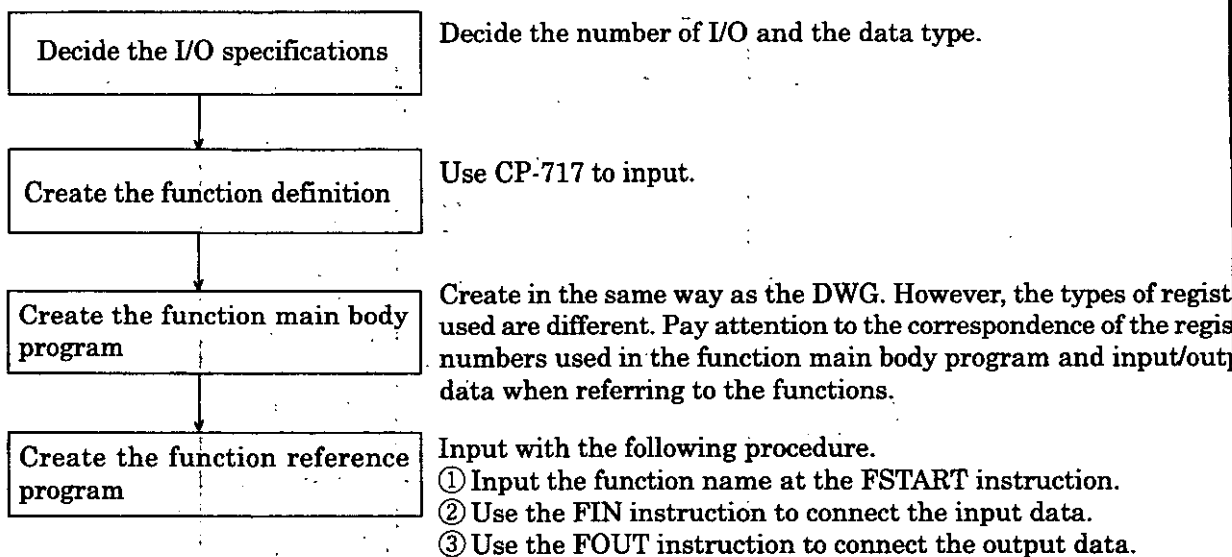 Decide the I/O specifications
Decide the number of I/O and the data type.
Create the function definition
Use CP-717 to input.
Create the function main body
program
Create in the same way as the DWG. However, the types of regist
used are different. Pay attention to the correspondence of the regis
numbers used in the function main body program and input/outp
data when referring to the functions.
Create the function reference
program
Input with the following procedure.
① Input the function name at the FSTART instruction.
② Use the FIN instruction to connect the input data.
③ Use the FOUT instruction to connect the output data.